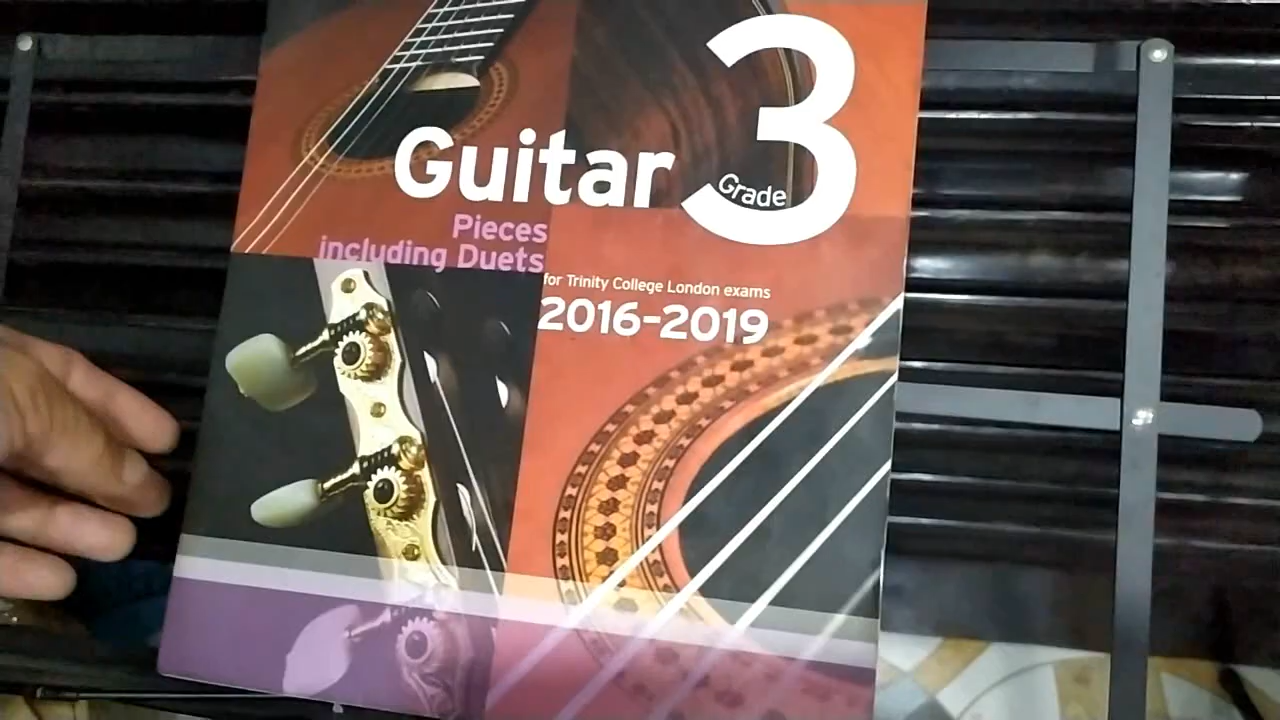 Guitar
Grade 3
Pieces
including Duets
for Trinity College London exams
2016-2019